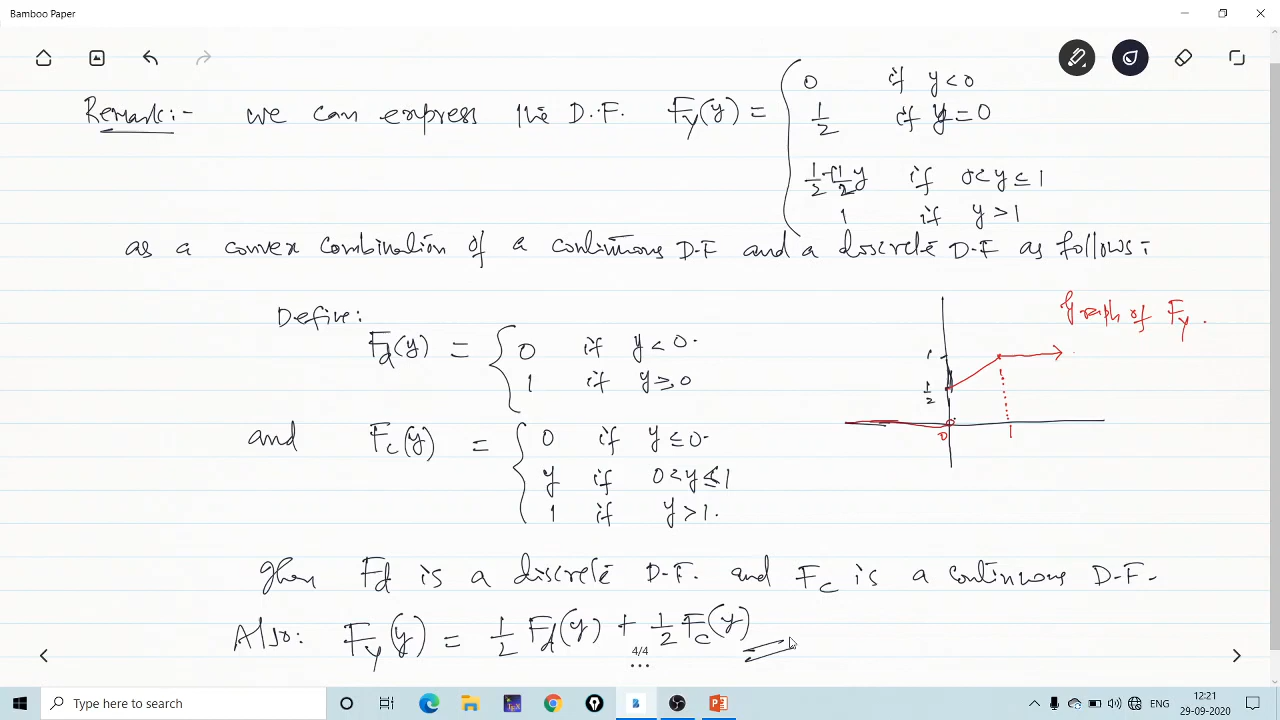 Bamboo Paper
Remark:- We can express the D.F. F_Y(y) = { 0 if y < 0
1/2 if y = 0
1/2 + 1/2 y if 0 < y ≤ 1
1 if y > 1
as a convex combination of a continuous D.F and a discrete D.F as follows:
Define:
F_d(y) = { 0 if y < 0.
1 if y ≥ 0
and F_c(y) = { 0 if y ≤ 0.
y if 0 < y ≤ 1
1 if y > 1.
Graph of F_Y.
1
1/2
0 1
Then F_d is a discrete D.F. and F_c is a continuous D.F.
Also: F_Y(y) = 1/2 F_d(y) + 1/2 F_c(y)
4/4
Type here to search
ENG
12:21
29-09-2020